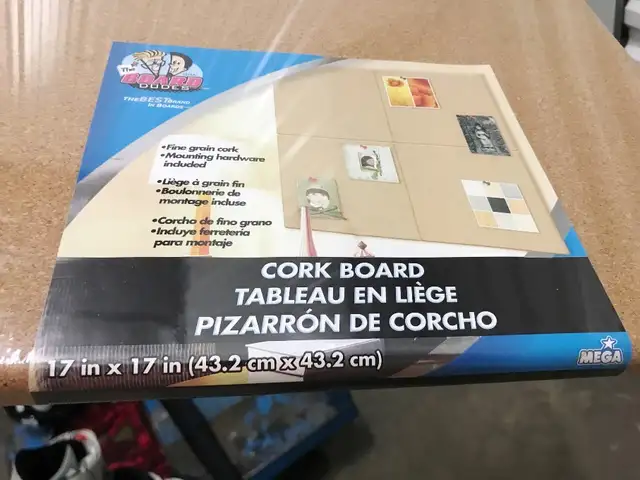 The
BOARD
DUDES
THE BEST BRAND
IN BOARDS
•Fine grain cork
•Mounting hardware
included
•Liège à grain fin
•Boulonnerie de
montage incluse
•Corcho de fino grano
•Incluye ferretería
para montaje
CORK BOARD
TABLEAU EN LIÈGE
PIZARRÓN DE CORCHO
17 in x 17 in (43.2 cm x 43.2 cm)
MEGA